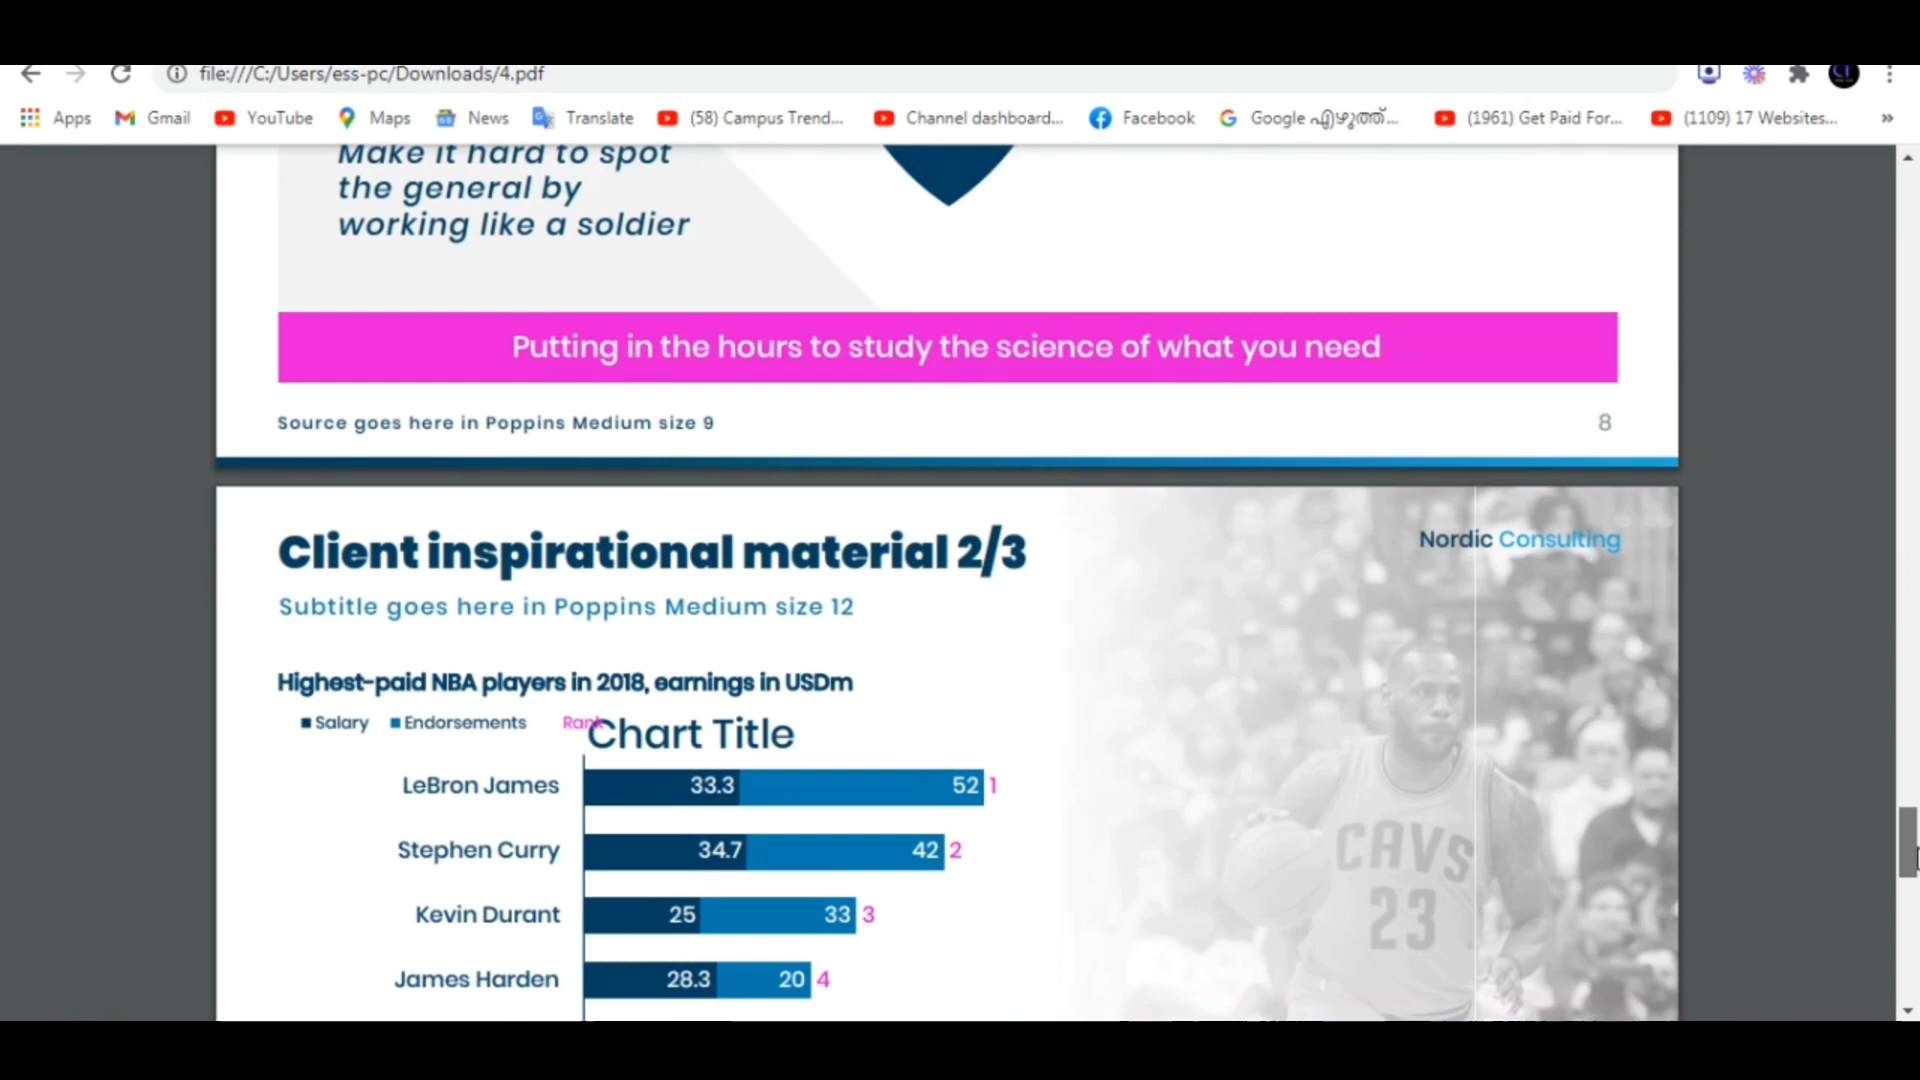 file:///C:/Users/ess-pc/Downloads/4.pdf
Apps Gmail YouTube Maps News Translate (58) Campus Trend... Channel dashboard... Facebook Google എഴുത്ത്... (1961) Get Paid For... (1109) 17 Websites... »
Make it hard to spot
the general by
working like a soldier
Putting in the hours to study the science of what you need
Source goes here in Poppins Medium size 9
8
Client inspirational material 2/3
Nordic Consulting
Subtitle goes here in Poppins Medium size 12
Highest-paid NBA players in 2018, earnings in USDm
Salary Endorsements Rank
Chart Title
LeBron James 33.3 52 1
Stephen Curry 34.7 42 2
Kevin Durant 25 33 3
James Harden 28.3 20 4
CAVS
23